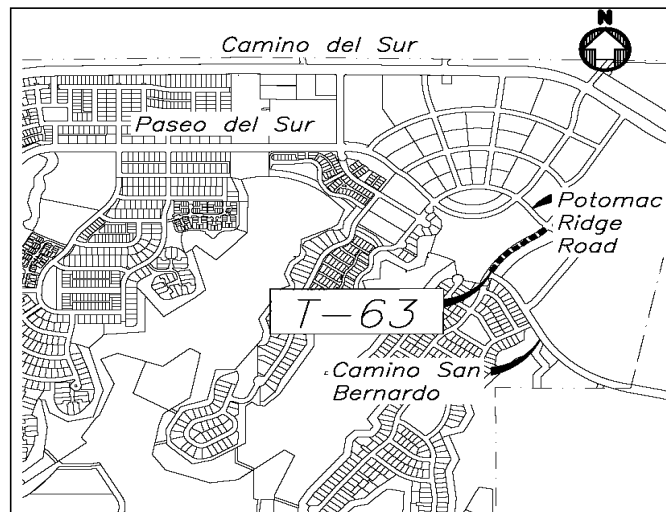 N
Camino del Sur
Paseo del Sur
Potomac
Ridge
Road
T-63
Camino San
Bernardo